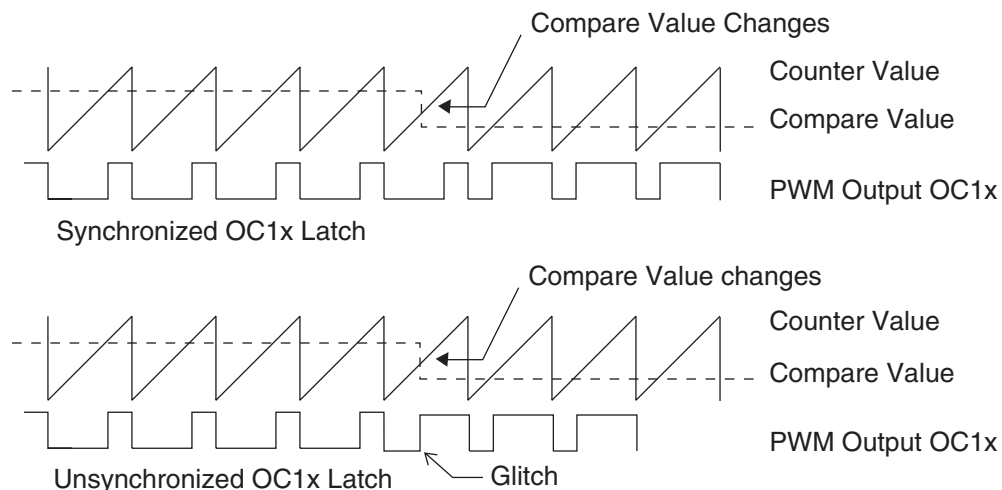 Compare Value Changes
Counter Value
Compare Value
PWM Output OC1x
Synchronized OC1x Latch
Compare Value changes
Counter Value
Compare Value
PWM Output OC1x
Unsynchronized OC1x Latch
Glitch